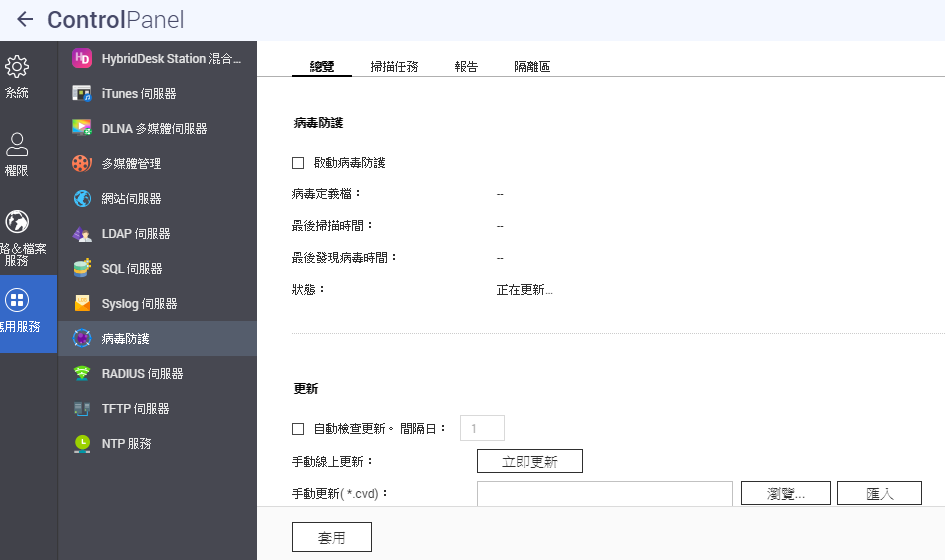 ControlPanel
系統
權限
路&檔案
服務
應用服務
HybridDesk Station 混合...
iTunes 伺服器
DLNA 多媒體伺服器
多媒體管理
網站伺服器
LDAP 伺服器
SQL 伺服器
Syslog 伺服器
病毒防護
RADIUS 伺服器
TFTP 伺服器
NTP 服務
總覽 掃描任務 報告 隔離區
病毒防護
啟動病毒防護
病毒定義檔： --
最後掃描時間： --
最後發現病毒時間： --
狀態： 正在更新...
更新
自動檢查更新。間隔日： 1
手動線上更新： 立即更新
手動更新(*.cvd)： 瀏覽... 匯入
套用